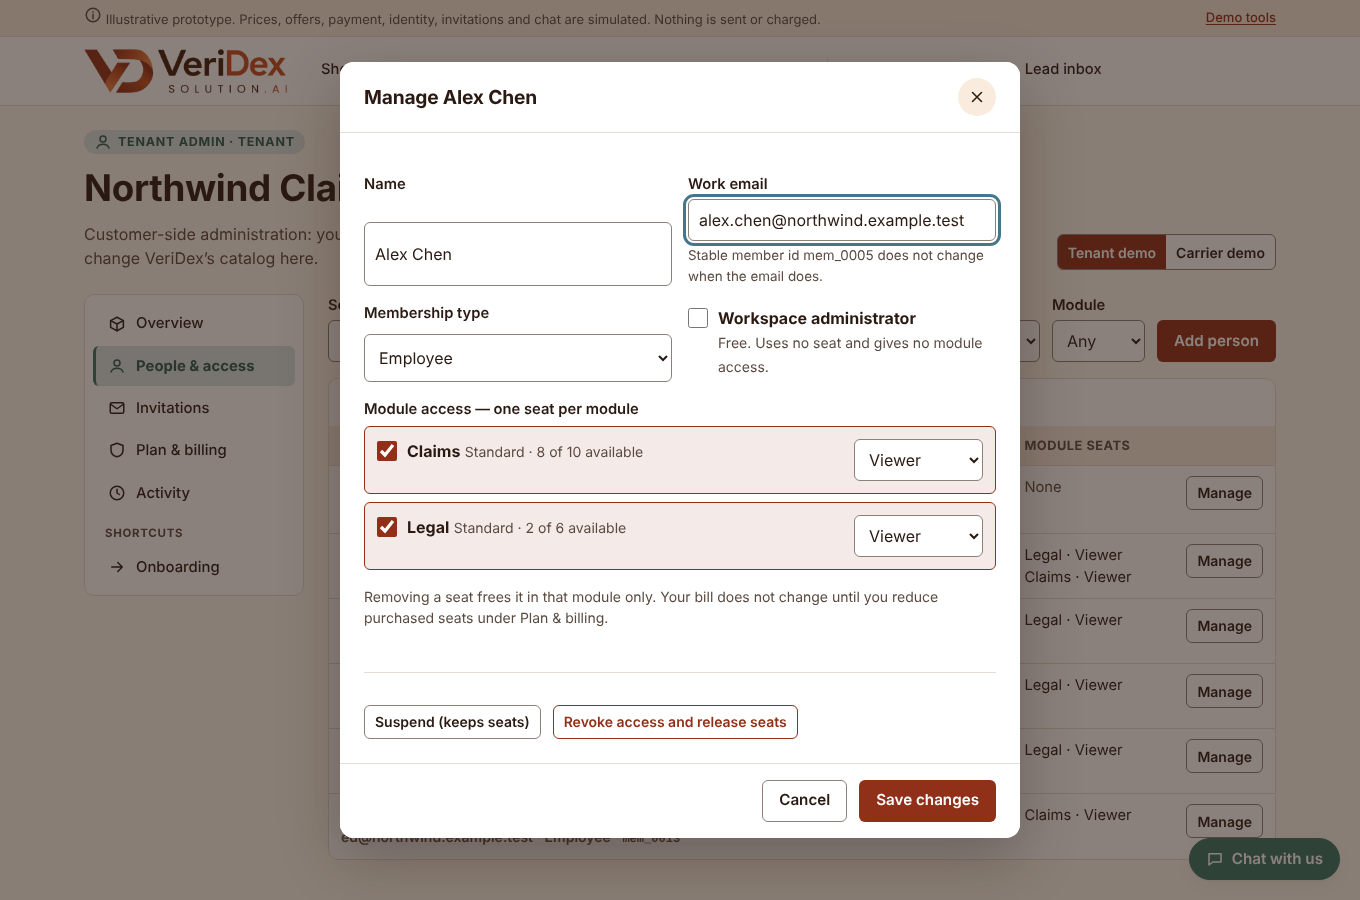 Illustrative prototype. Prices, offers, payment, identity, invitations and chat are simulated. Nothing is sent or charged.
Demo tools
VeriDex
SOLUTION.AI
Lead inbox
TENANT ADMIN · TENANT
Northwind
Customer-side administration:
change VeriDex's catalog here.
Tenant demo
Carrier demo
Overview
People & access
Invitations
Plan & billing
Activity
SHORTCUTS
Onboarding
Module
Any
Add person
MODULE SEATS
None
Manage
Legal · Viewer
Claims · Viewer
Manage
Legal · Viewer
Manage
Legal · Viewer
Manage
Legal · Viewer
Manage
Claims · Viewer
Manage
Manage Alex Chen
Name
Alex Chen
Work email
alex.chen@northwind.example.test
Stable member id mem_0005 does not change
when the email does.
Membership type
Employee
Workspace administrator
Free. Uses no seat and gives no module
access.
Module access — one seat per module
Claims Standard · 8 of 10 available
Viewer
Legal Standard · 2 of 6 available
Viewer
Removing a seat frees it in that module only. Your bill does not change until you reduce
purchased seats under Plan & billing.
Suspend (keeps seats)
Revoke access and release seats
Cancel
Save changes
Chat with us